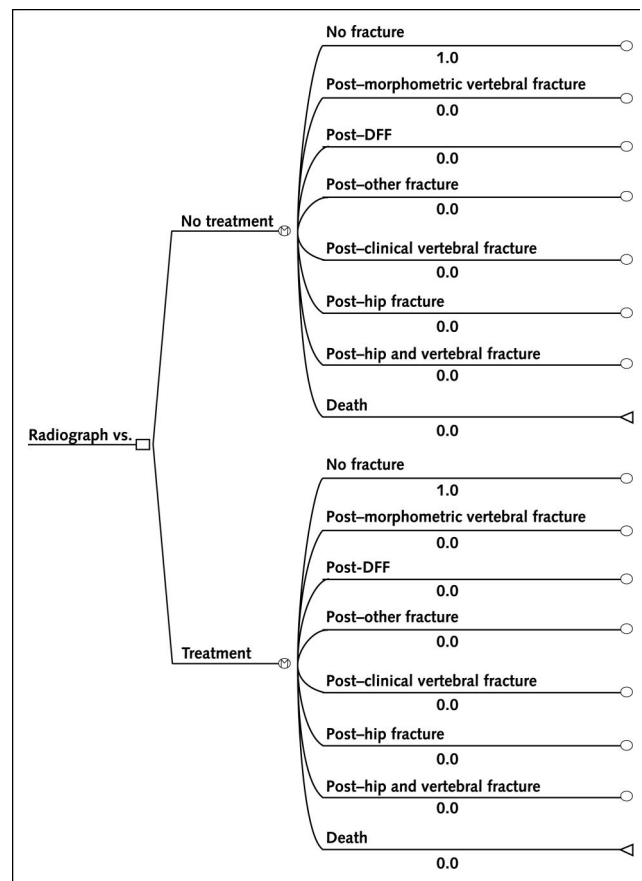 No fracture
1.0
Post–morphometric vertebral fracture
0.0
Post–DFF
0.0
Post–other fracture
0.0
No treatment
M
Post–clinical vertebral fracture
0.0
Post–hip fracture
0.0
Post–hip and vertebral fracture
0.0
Death
0.0
Radiograph vs.
No fracture
1.0
Post–morphometric vertebral fracture
0.0
Post-DFF
0.0
Post–other fracture
0.0
Treatment
M
Post–clinical vertebral fracture
0.0
Post–hip fracture
0.0
Post–hip and vertebral fracture
0.0
Death
0.0